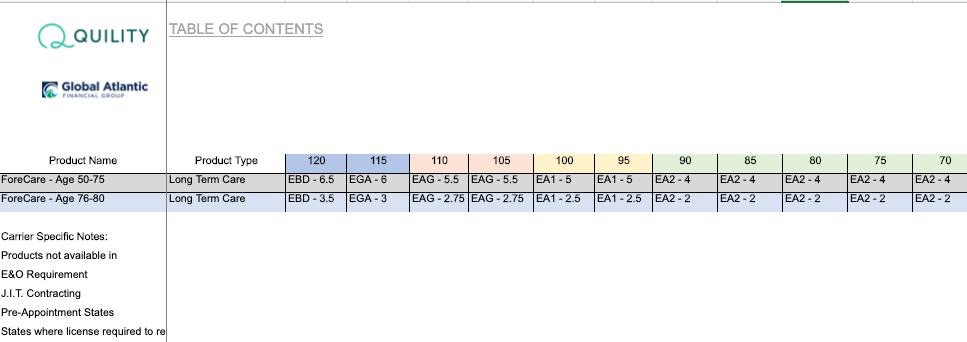 QUILITY
TABLE OF CONTENTS
Global Atlantic
FINANCIAL GROUP
Product Name Product Type 120 115 110 105 100 95 90 85 80 75 70
ForeCare - Age 50-75 Long Term Care EBD - 6.5 EGA - 6 EAG - 5.5 EAG - 5.5 EA1 - 5 EA1 - 5 EA2 - 4 EA2 - 4 EA2 - 4 EA2 - 4 EA2 - 4
ForeCare - Age 76-80 Long Term Care EBD - 3.5 EGA - 3 EAG - 2.75 EAG - 2.75 EA1 - 2.5 EA1 - 2.5 EA2 - 2 EA2 - 2 EA2 - 2 EA2 - 2 EA2 - 2
Carrier Specific Notes:
Products not available in
E&O Requirement
J.I.T. Contracting
Pre-Appointment States
States where license required to re